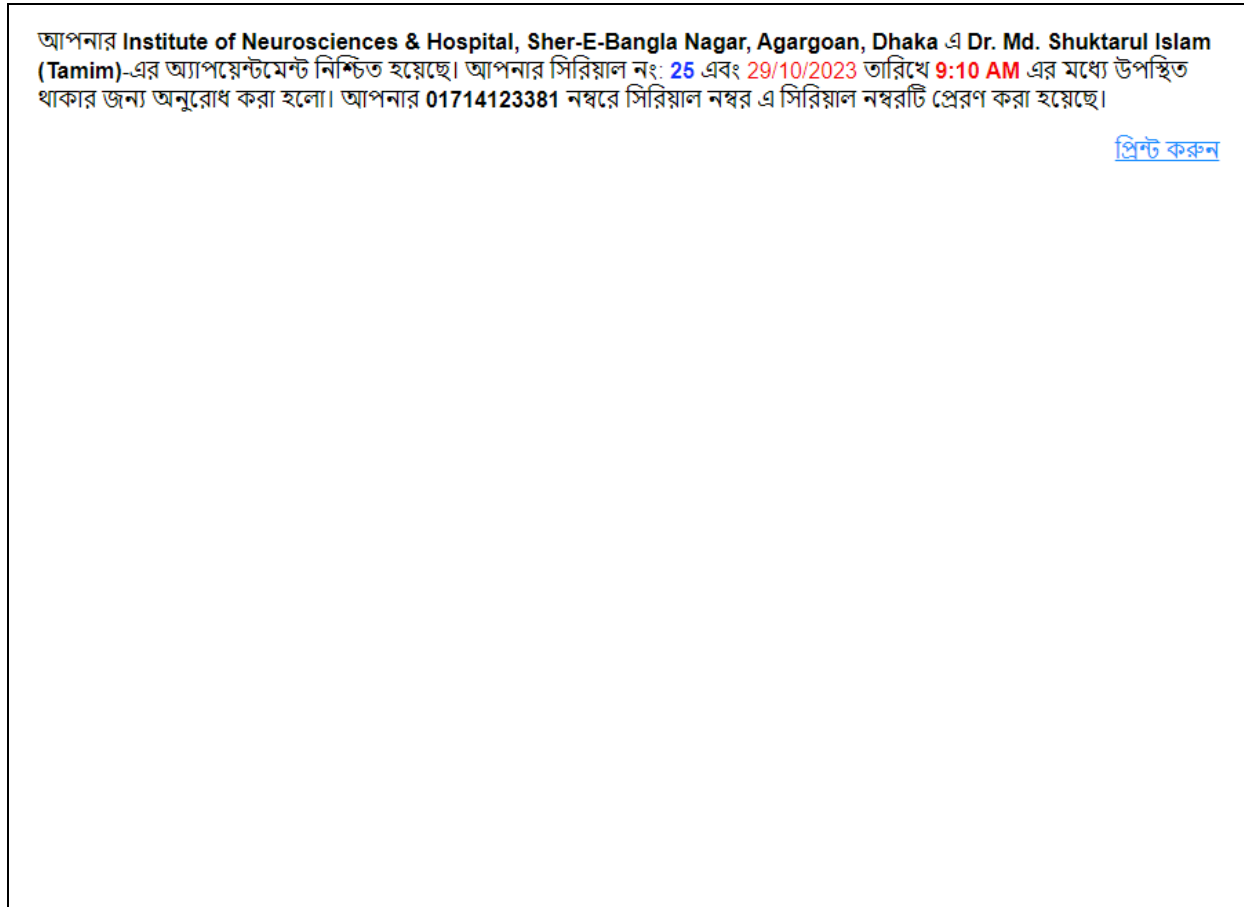 আপনার Institute of Neurosciences & Hospital, Sher-E-Bangla Nagar, Agargoan, Dhaka এ Dr. Md. Shuktarul Islam
(Tamim)-এর অ্যাপয়েন্টমেন্ট নিশ্চিত হয়েছে। আপনার সিরিয়াল নং: 25 এবং 29/10/2023 তারিখে 9:10 AM এর মধ্যে উপস্থিত
থাকার জন্য অনুরোধ করা হলো। আপনার 01714123381 নম্বরে সিরিয়াল নম্বর এ সিরিয়াল নম্বরটি প্রেরণ করা হয়েছে।
প্রিন্ট করুন